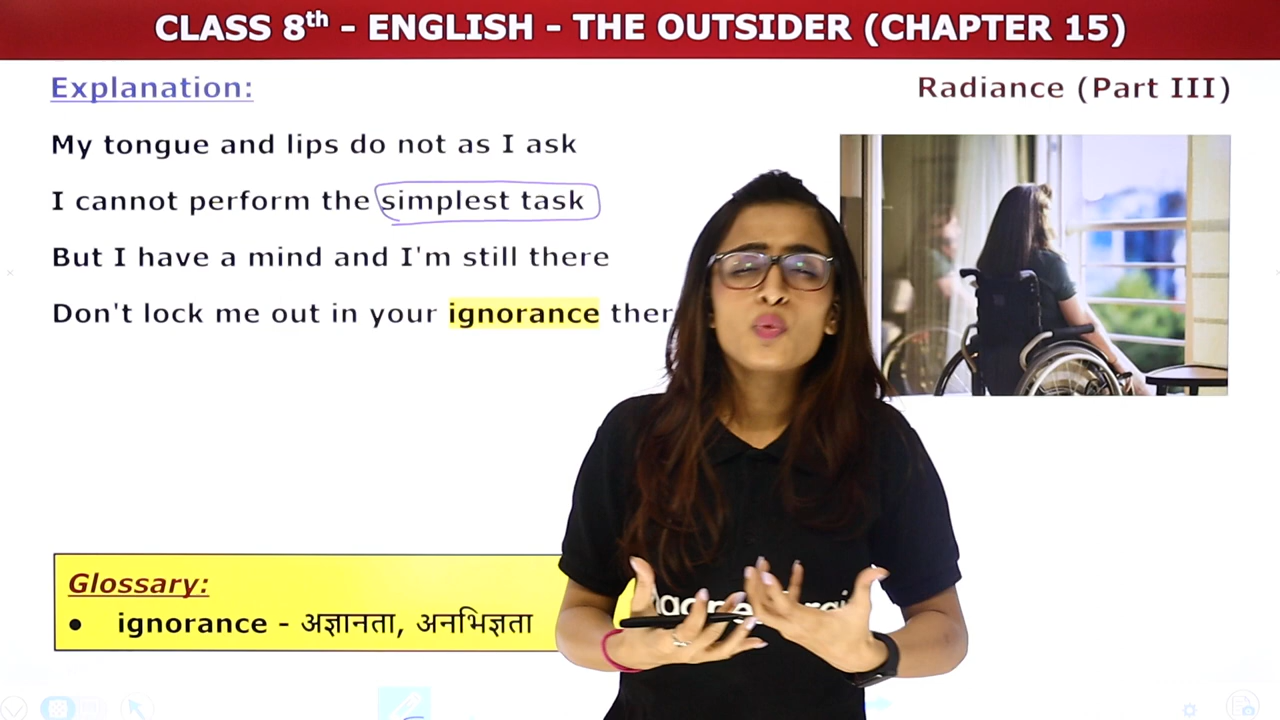 CLASS 8th - ENGLISH - THE OUTSIDER (CHAPTER 15)
Explanation:
Radiance (Part III)
My tongue and lips do not as I ask
I cannot perform the simplest task
But I have a mind and I'm still there
Don't lock me out in your ignorance
Glossary:
• ignorance - अज्ञानता, अनभिज्ञता